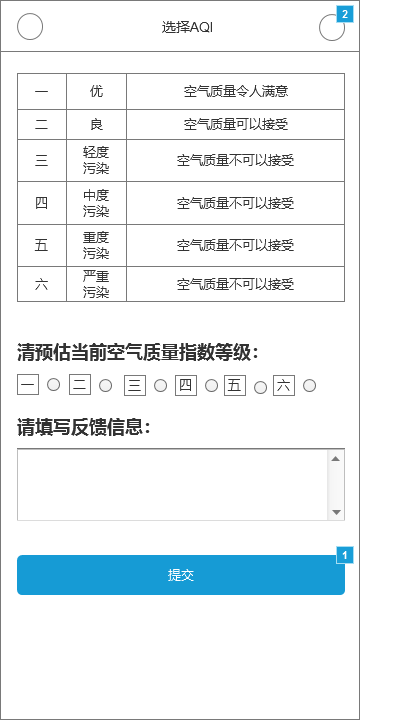 选择AQI
2
一 优 空气质量令人满意
二 良 空气质量可以接受
三 轻度 空气质量不可以接受
污染
四 中度 空气质量不可以接受
污染
五 重度 空气质量不可以接受
污染
六 严重 空气质量不可以接受
污染
清预估当前空气质量指数等级：
一 二 三 四 五 六
请填写反馈信息：
1
提交